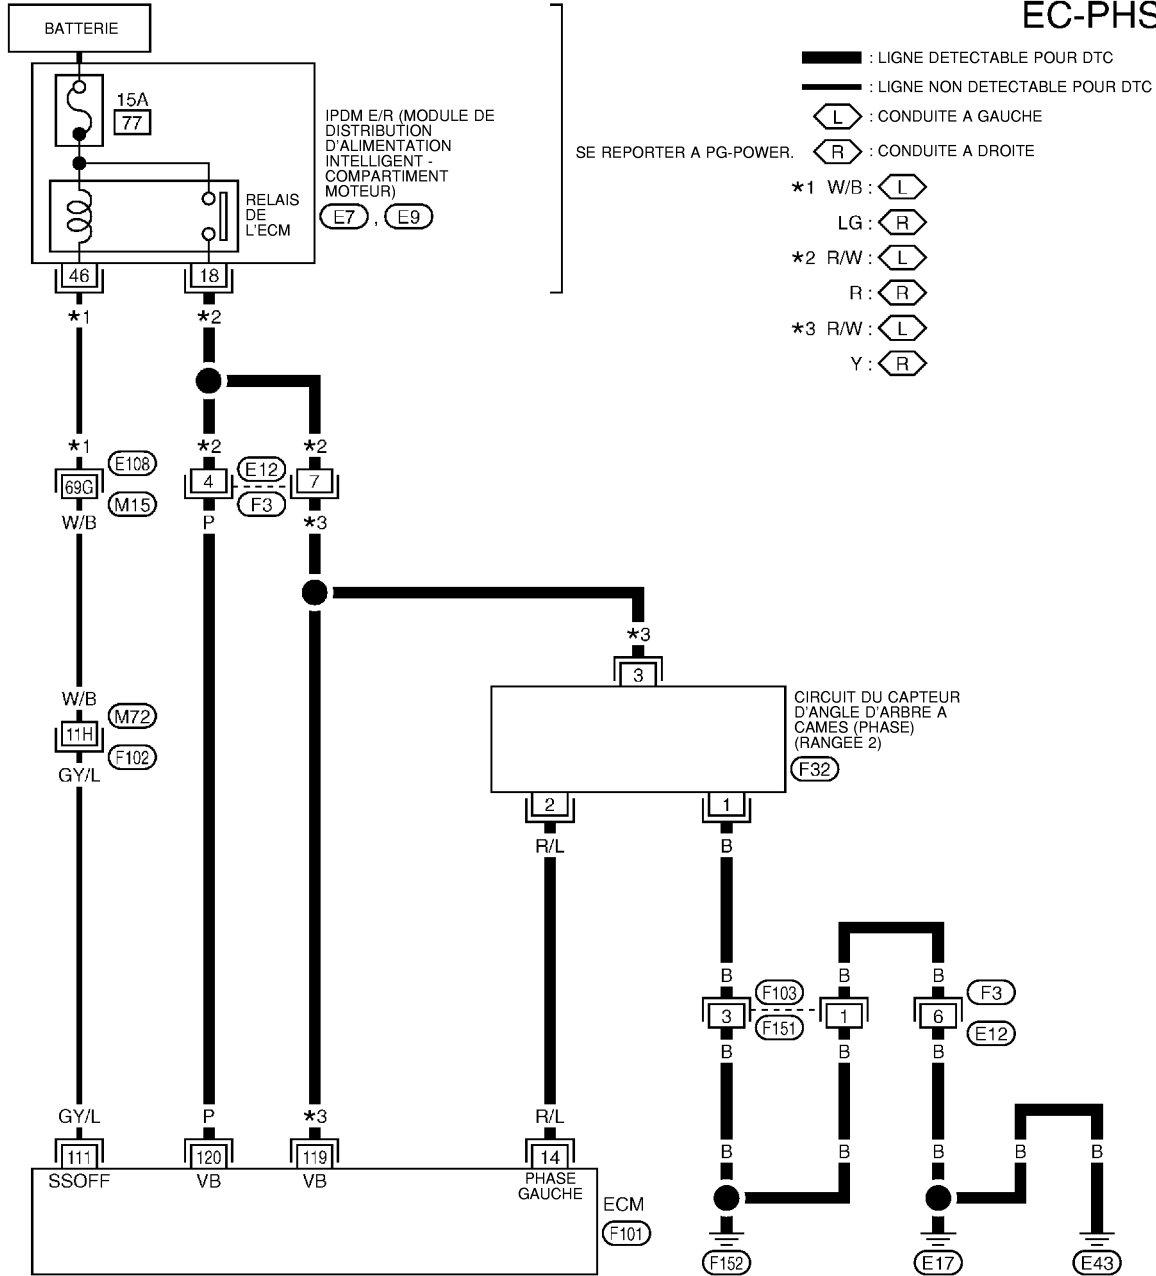 EC-PHS
BATTERIE
15A
77
RELAIS
DE
L'ECM
IPDM E/R (MODULE DE
DISTRIBUTION
D'ALIMENTATION
INTELLIGENT -
COMPARTIMENT
MOTEUR)
E7 , E9
SE REPORTER A PG-POWER.
: LIGNE DETECTABLE POUR DTC
: LIGNE NON DETECTABLE POUR DTC
L : CONDUITE A GAUCHE
R : CONDUITE A DROITE
★1 W/B : L
LG : R
★2 R/W : L
R : R
★3 R/W : L
Y : R
46 18
★1 ★2
★1 ★2 ★2
69G E108 4 E12 7
M15 F3
W/B P ★3
★3
3
W/B
11H M72
F102
GY/L
CIRCUIT DU CAPTEUR
D'ANGLE D'ARBRE A
CAMES (PHASE)
(RANGEE 2)
F32
2 1
R/L B
B B B
3 F103 1 6 F3
F151 E12
B B B
GY/L P ★3 R/L
B B B B B
111 120 119 14
SSOFF VB VB PHASE
GAUCHE
ECM
F101
F152 E17 E43